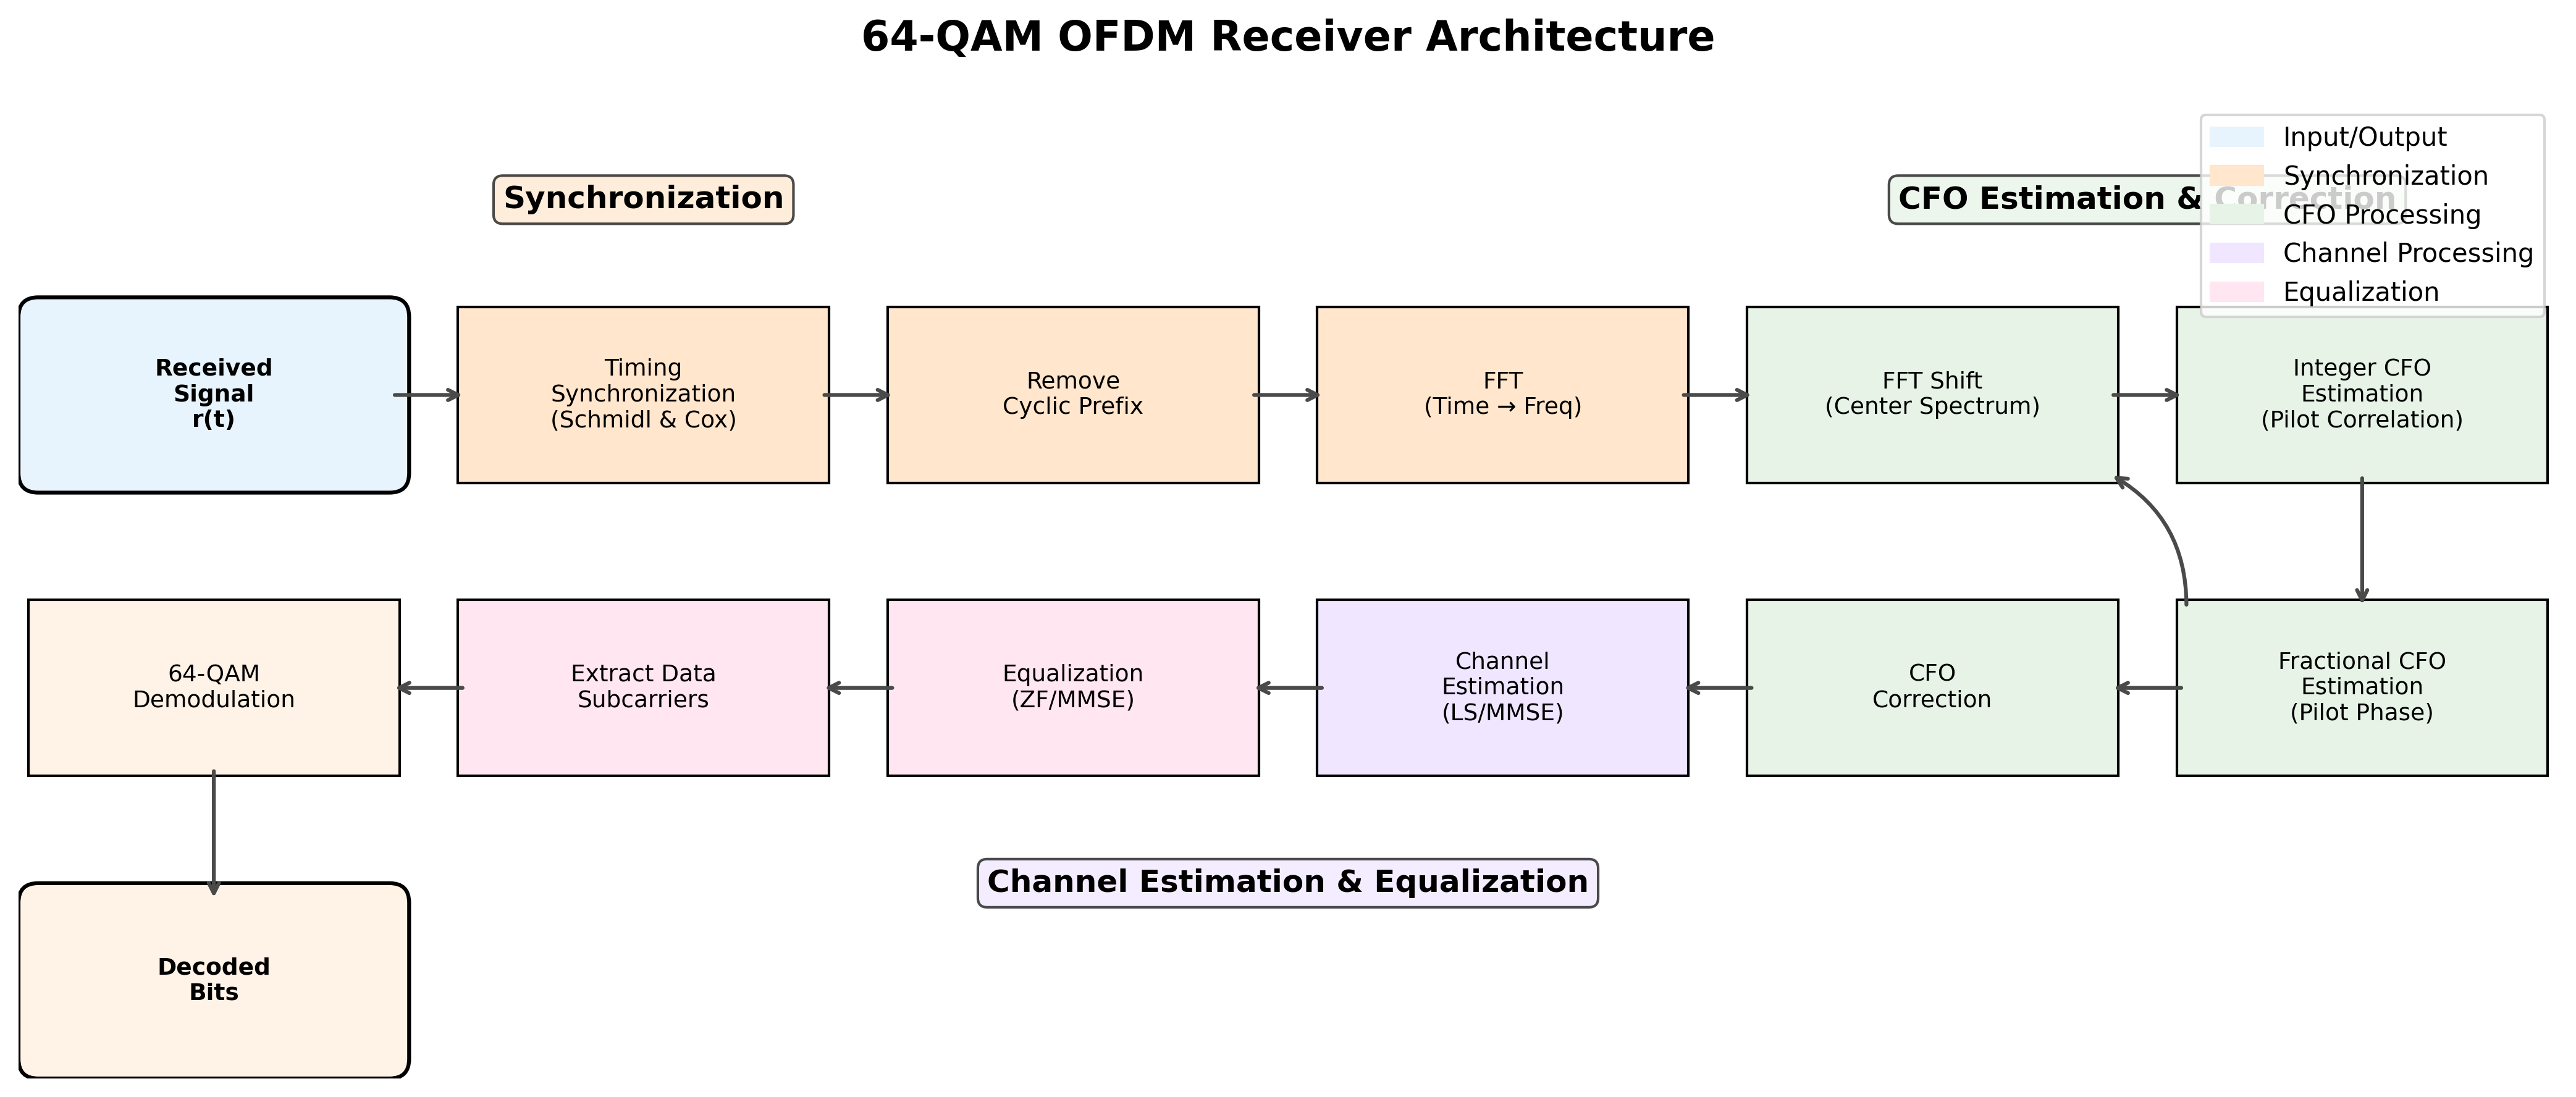 64-QAM OFDM Receiver Architecture
Synchronization
CFO Estimation & Correction
Input/Output
Synchronization
CFO Processing
Channel Processing
Equalization
Received
Signal
r(t)
Timing
Synchronization
(Schmidl & Cox)
Remove
Cyclic Prefix
FFT
(Time → Freq)
FFT Shift
(Center Spectrum)
Integer CFO
Estimation
(Pilot Correlation)
64-QAM
Demodulation
Extract Data
Subcarriers
Equalization
(ZF/MMSE)
Channel
Estimation
(LS/MMSE)
CFO
Correction
Fractional CFO
Estimation
(Pilot Phase)
Channel Estimation & Equalization
Decoded
Bits